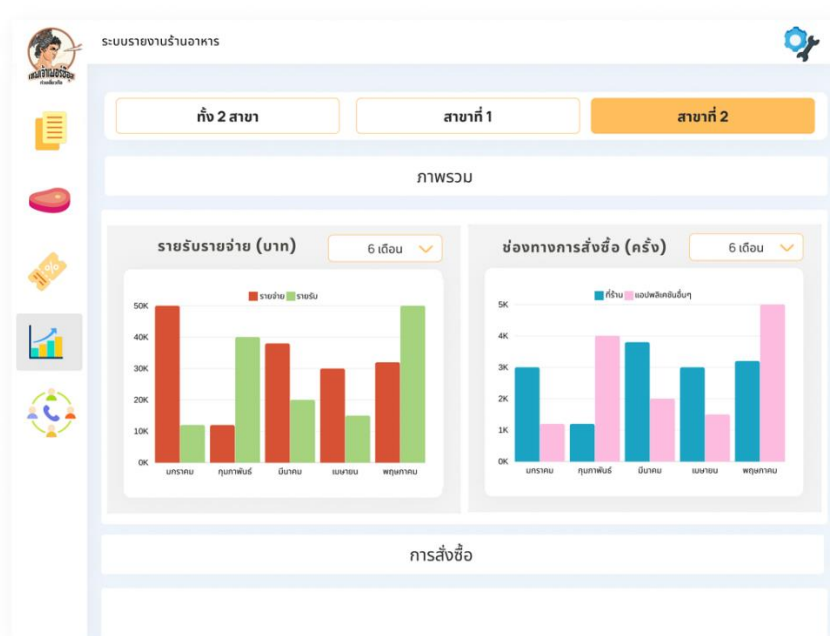 ระบบรายงานร้านอาหาร
ทั้ง 2 สาขา
สาขาที่ 1
สาขาที่ 2
ภาพรวม
รายรับรายจ่าย (บาท)
6 เดือน
รายจ่าย รายรับ
50K
40K
30K
20K
10K
0K
มกราคม กุมภาพันธ์ มีนาคม เมษายน พฤษภาคม
ช่องทางการสั่งซื้อ (ครั้ง)
6 เดือน
ที่ร้าน แอปพลิเคชันอื่นๆ
5K
4K
3K
2K
1K
0K
มกราคม กุมภาพันธ์ มีนาคม เมษายน พฤษภาคม
การสั่งซื้อ